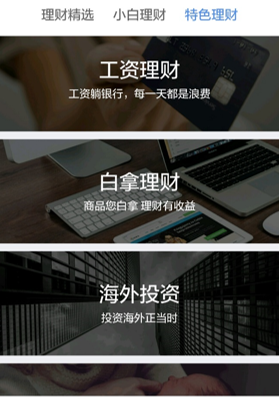 理财精选 小白理财 特色理财
工资理财
工资躺银行，每一天都是浪费
白拿理财
商品您白拿 理财有收益
海外投资
投资海外正当时